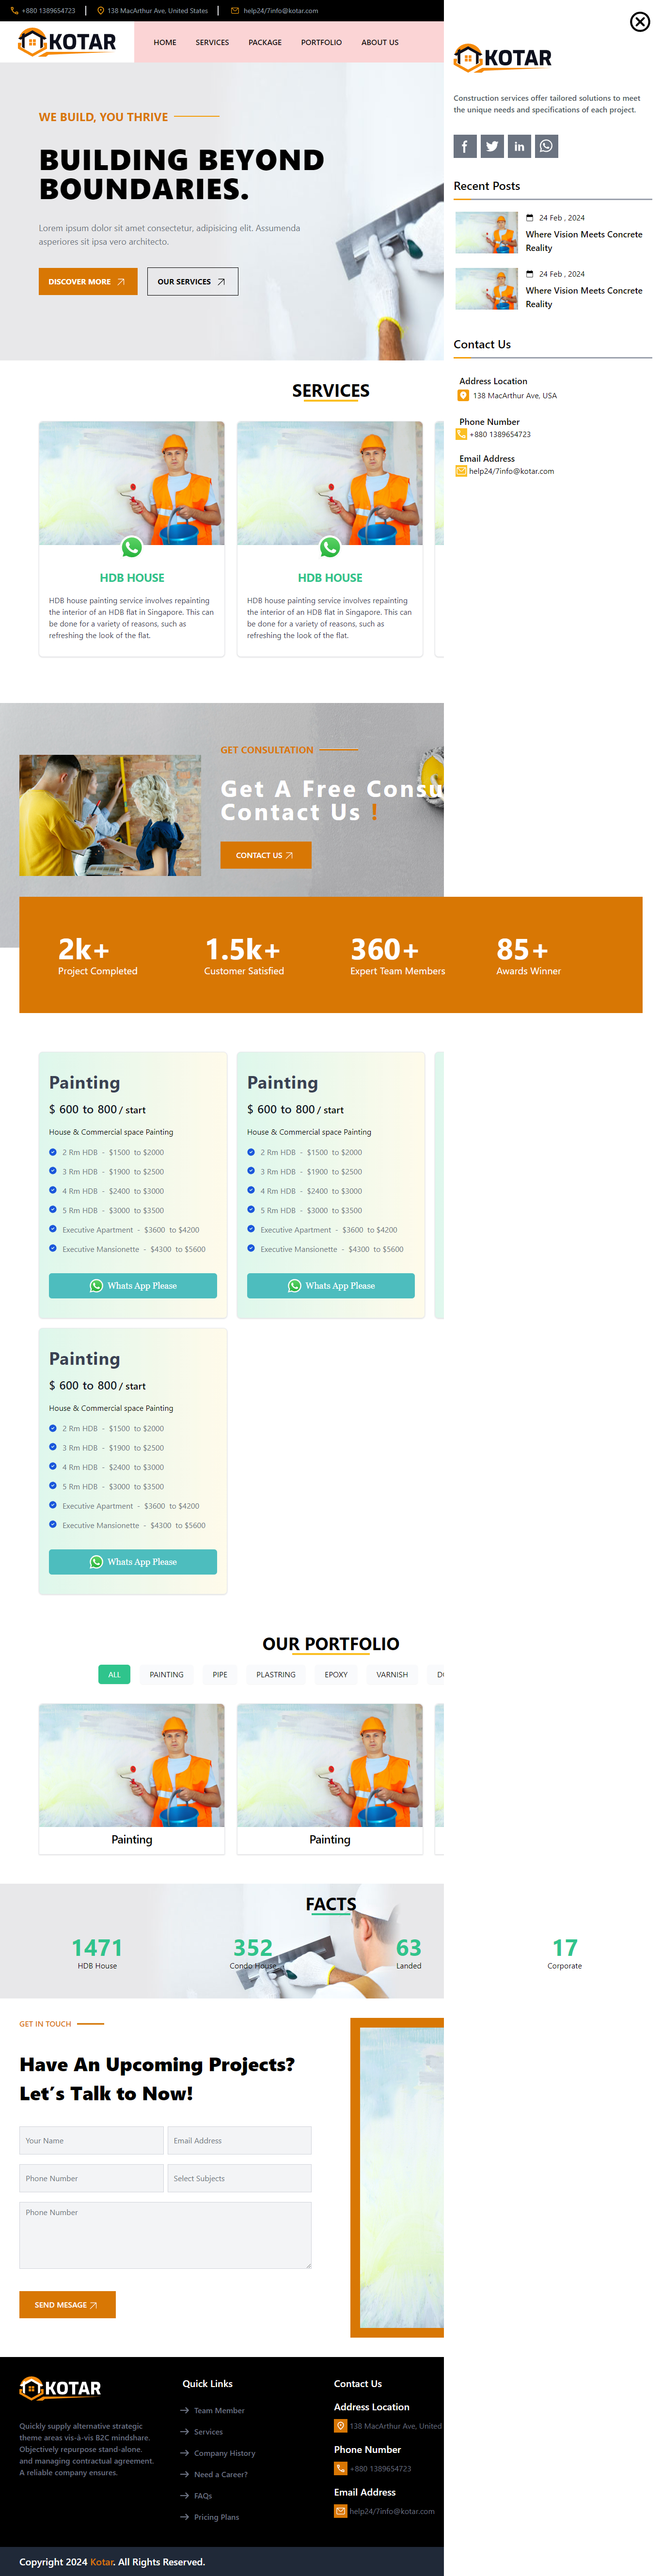 +880 1389654723
138 MacArthur Ave, United States
help24/7info@kotar.com
KOTAR
HOME SERVICES PACKAGE PORTFOLIO ABOUT US
WE BUILD, YOU THRIVE
BUILDING BEYOND
BOUNDARIES.
Lorem ipsum dolor sit amet consectetur, adipisicing elit. Assumenda
asperiores sit ipsa vero architecto.
DISCOVER MORE
OUR SERVICES
KOTAR
Construction services offer tailored solutions to meet
the unique needs and specifications of each project.
Recent Posts
24 Feb , 2024
Where Vision Meets Concrete
Reality
24 Feb , 2024
Where Vision Meets Concrete
Reality
Contact Us
Address Location
138 MacArthur Ave, USA
Phone Number
+880 1389654723
Email Address
help24/7info@kotar.com
SERVICES
HDB HOUSE
HDB house painting service involves repainting
the interior of an HDB flat in Singapore. This can
be done for a variety of reasons, such as
refreshing the look of the flat.
HDB HOUSE
HDB house painting service involves repainting
the interior of an HDB flat in Singapore. This can
be done for a variety of reasons, such as
refreshing the look of the flat.
GET CONSULTATION
Get A Free Consu
Contact Us !
CONTACT US
2k+
Project Completed
1.5k+
Customer Satisfied
360+
Expert Team Members
85+
Awards Winner
Painting
$ 600 to 800 / start
House & Commercial space Painting
2 Rm HDB - $1500 to $2000
3 Rm HDB - $1900 to $2500
4 Rm HDB - $2400 to $3000
5 Rm HDB - $3000 to $3500
Executive Apartment - $3600 to $4200
Executive Mansionette - $4300 to $5600
Whats App Please
Painting
$ 600 to 800 / start
House & Commercial space Painting
2 Rm HDB - $1500 to $2000
3 Rm HDB - $1900 to $2500
4 Rm HDB - $2400 to $3000
5 Rm HDB - $3000 to $3500
Executive Apartment - $3600 to $4200
Executive Mansionette - $4300 to $5600
Whats App Please
Painting
$ 600 to 800 / start
House & Commercial space Painting
2 Rm HDB - $1500 to $2000
3 Rm HDB - $1900 to $2500
4 Rm HDB - $2400 to $3000
5 Rm HDB - $3000 to $3500
Executive Apartment - $3600 to $4200
Executive Mansionette - $4300 to $5600
Whats App Please
OUR PORTFOLIO
ALL PAINTING PIPE PLASTRING EPOXY VARNISH
Painting
Painting
FACTS
1471
HDB House
352
Condo House
63
Landed
17
Corporate
GET IN TOUCH
Have An Upcoming Projects?
Let’s Talk to Now!
Your Name
Email Address
Phone Number
Select Subjects
Phone Number
SEND MESAGE
KOTAR
Quickly supply alternative strategic
theme areas vis-à-vis B2C mindshare.
Objectively repurpose stand-alone.
and managing contractual agreement.
A reliable company ensures.
Quick Links
Team Member
Services
Company History
Need a Career?
FAQs
Pricing Plans
Contact Us
Address Location
138 MacArthur Ave, United
Phone Number
+880 1389654723
Email Address
help24/7info@kotar.com
Copyright 2024 Kotar. All Rights Reserved.